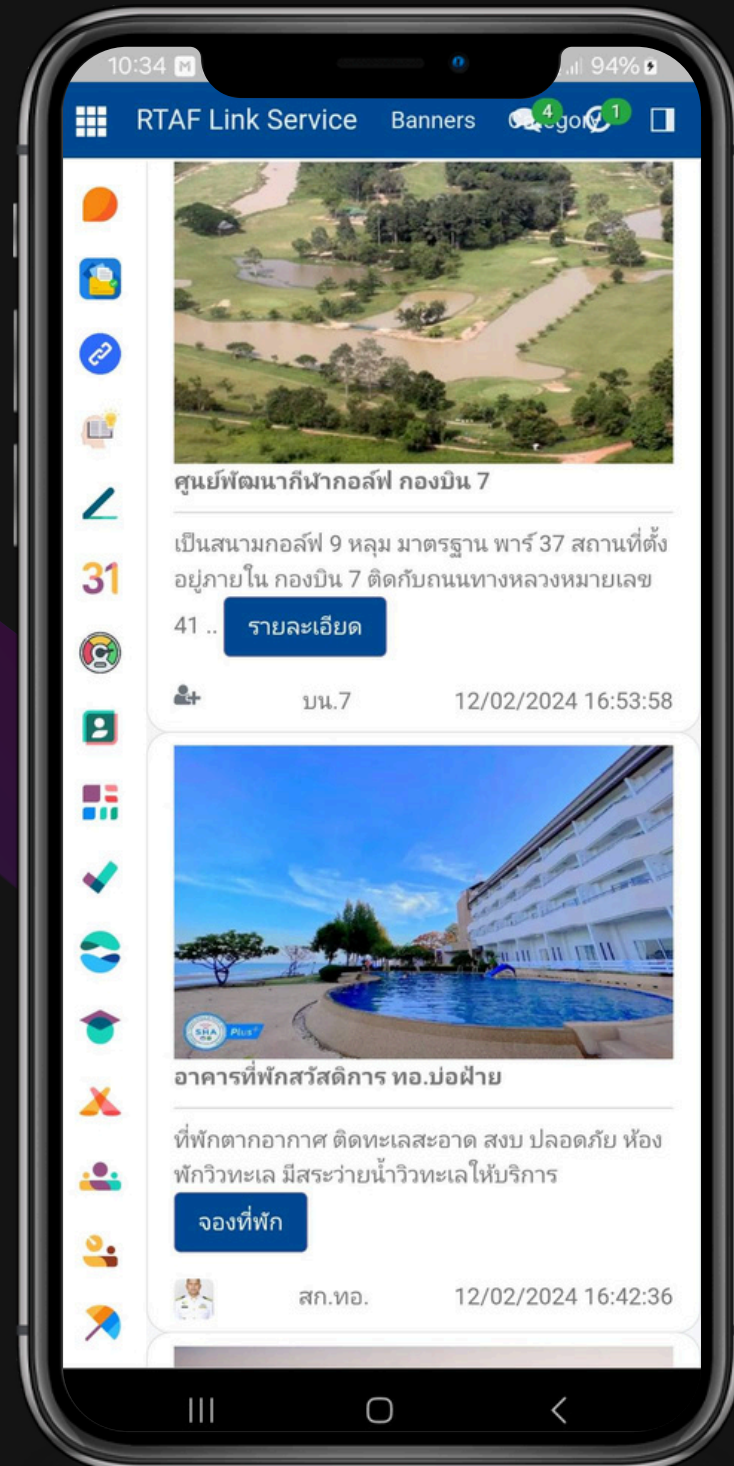 10:34 M
94%
RTAF Link Service Banners Category 4 1
31
ศูนย์พัฒนากีฬากอล์ฟ กองบิน 7
เป็นสนามกอล์ฟ 9 หลุม มาตรฐาน พาร์ 37 สถานที่ตั้ง
อยู่ภายใน กองบิน 7 ติดกับถนนทางหลวงหมายเลข
41 .. รายละเอียด
บน.7 12/02/2024 16:53:58
SHA Plus+
อาคารที่พักสวัสดิการ ทอ.บ่อฝ้าย
ที่พักตากอากาศ ติดทะเลสะอาด สงบ ปลอดภัย ห้อง
พักวิวทะเล มีสระว่ายน้ำวิวทะเลให้บริการ
จองที่พัก
สก.ทอ. 12/02/2024 16:42:36